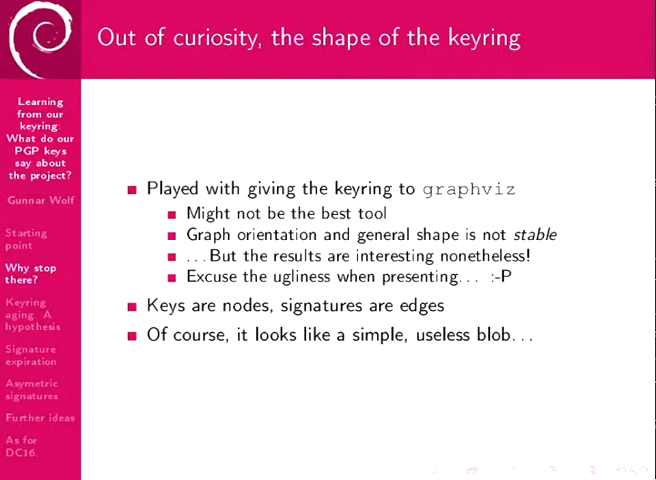 Out of curiosity, the shape of the keyring
Learning
from our
keyring:
What do our
PGP keys
say about
the project?
Gunnar Wolf
Starting
point
Why stop
there?
Keyring
aging. A
hypothesis
Signature
expiration
Asymetric
signatures
Further ideas
As for
DC16.
Played with giving the keyring to graphviz
Might not be the best tool
Graph orientation and general shape is not stable
...But the results are interesting nonetheless!
Excuse the ugliness when presenting... :-P
Keys are nodes, signatures are edges
Of course, it looks like a simple, useless blob...